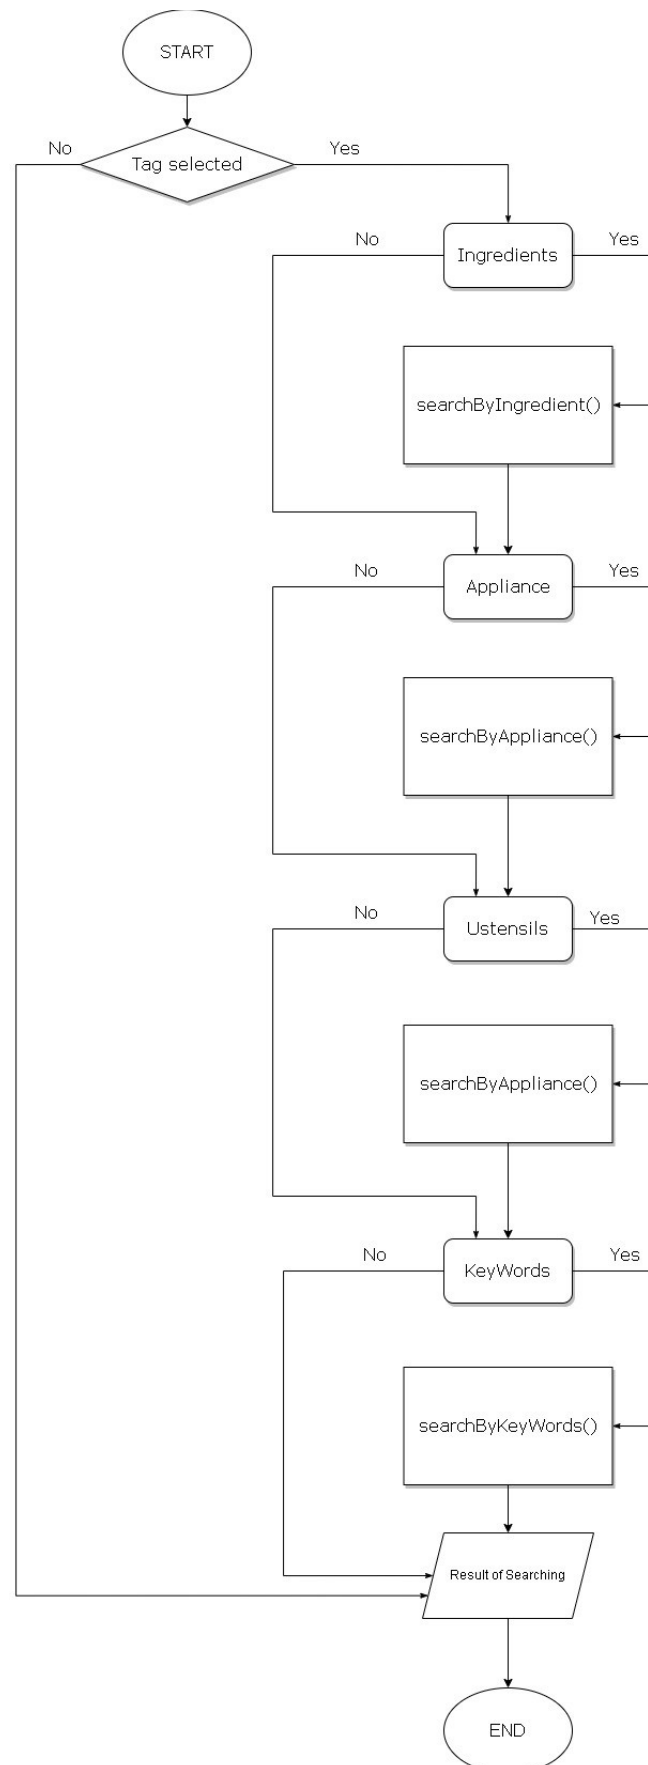 START
No
Tag selected
Yes
No
Ingredients
Yes
searchByIngredient()
No
Appliance
Yes
searchByAppliance()
No
Ustensils
Yes
searchByAppliance()
No
KeyWords
Yes
searchByKeyWords()
Result of Searching
END